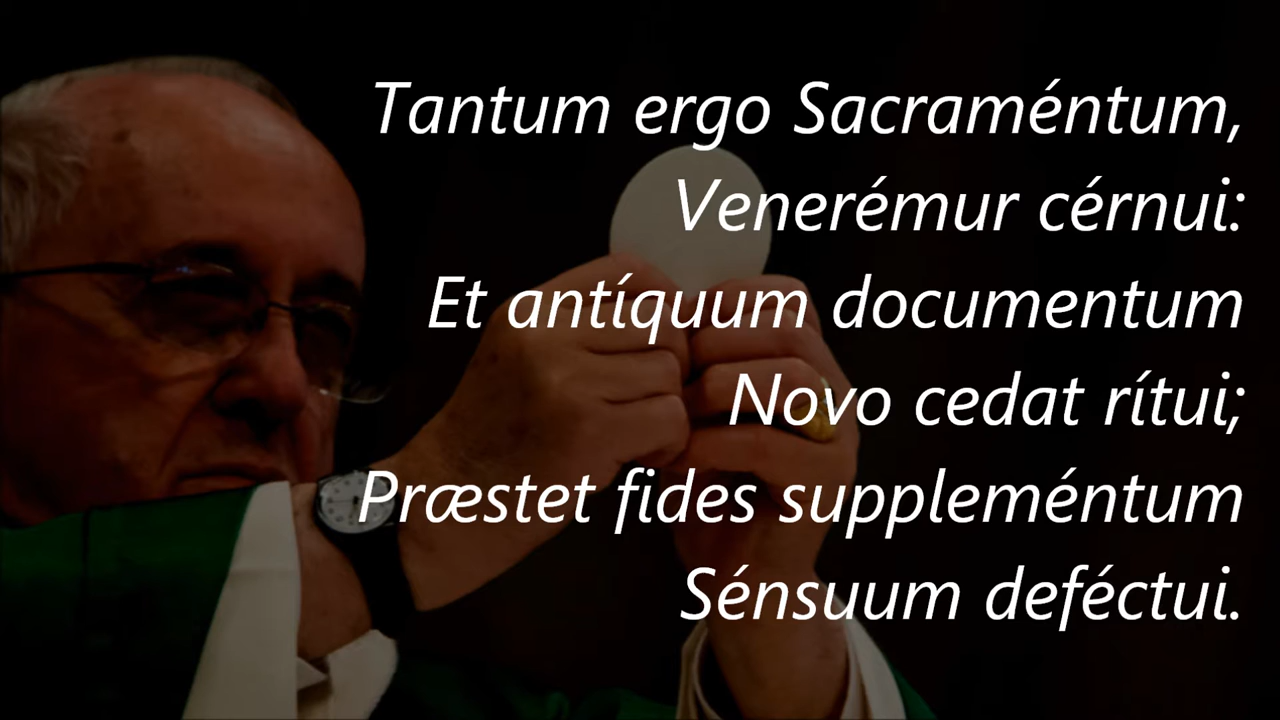 Tantum ergo Sacraméntum,
Venerémur cérnui:
Et antíquum documentum
Novo cedat rítui;
Præstet fides suppleméntum
Sénsuum deféctui.